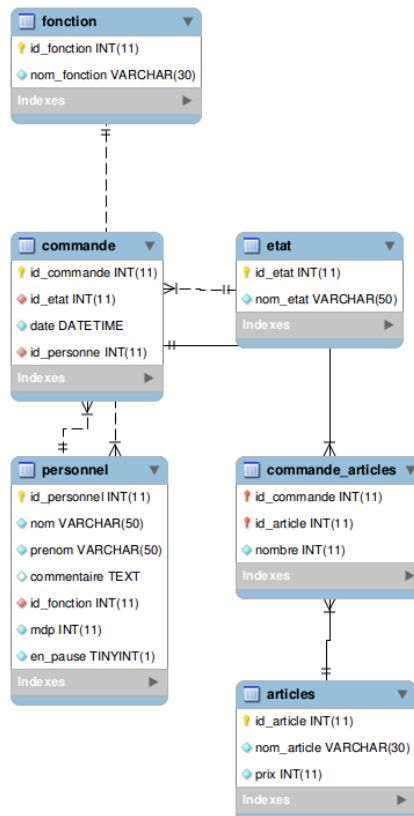 fonction
id_fonction INT(11)
nom_fonction VARCHAR(30)
Indexes
commande
id_commande INT(11)
id_etat INT(11)
date DATETIME
id_personne INT(11)
Indexes
etat
id_etat INT(11)
nom_etat VARCHAR(50)
Indexes
personnel
id_personnel INT(11)
nom VARCHAR(50)
prenom VARCHAR(50)
commentaire TEXT
id_fonction INT(11)
mdp INT(11)
en_pause TINYINT(1)
Indexes
commande_articles
id_commande INT(11)
id_article INT(11)
nombre INT(11)
Indexes
articles
id_article INT(11)
nom_article VARCHAR(30)
prix INT(11)
Indexes